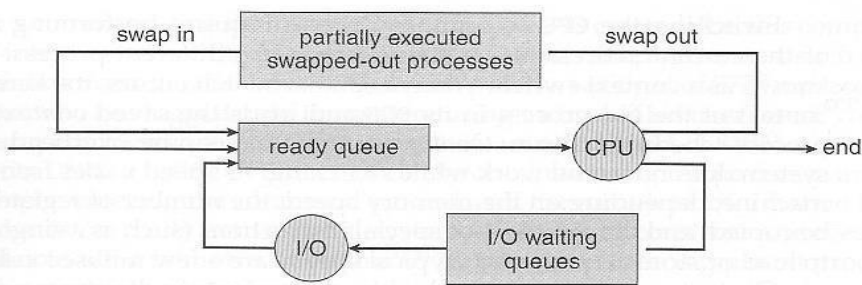 swap in
partially executed
swapped-out processes
swap out
ready queue
CPU
end
I/O
I/O waiting
queues